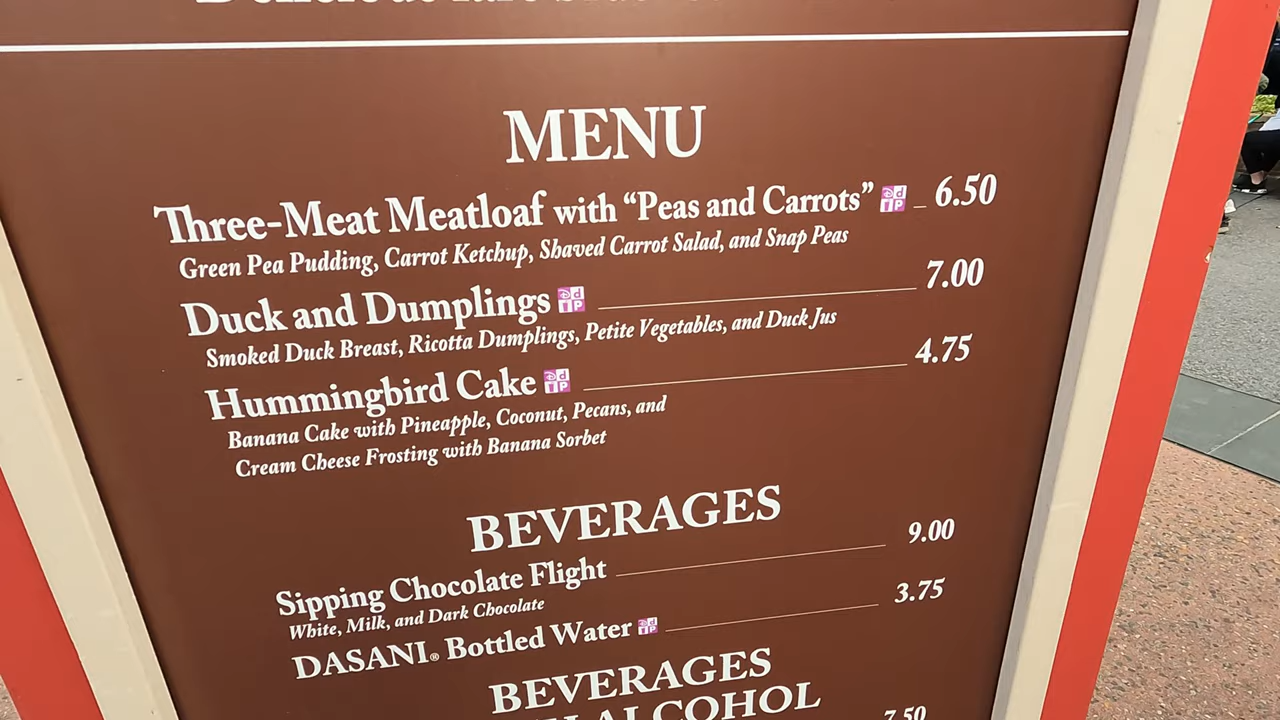 MENU
Three-Meat Meatloaf with “Peas and Carrots” 6.50
Green Pea Pudding, Carrot Ketchup, Shaved Carrot Salad, and Snap Peas
Duck and Dumplings 7.00
Smoked Duck Breast, Ricotta Dumplings, Petite Vegetables, and Duck Jus
Hummingbird Cake 4.75
Banana Cake with Pineapple, Coconut, Pecans, and
Cream Cheese Frosting with Banana Sorbet
BEVERAGES
Sipping Chocolate Flight 9.00
White, Milk, and Dark Chocolate
DASANI® Bottled Water 3.75
BEVERAGES
ALCOHOL
7.50